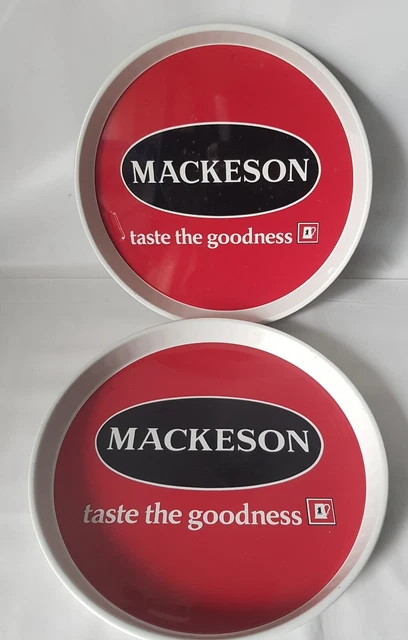 MACKESON
taste the goodness
MACKESON
taste the goodness